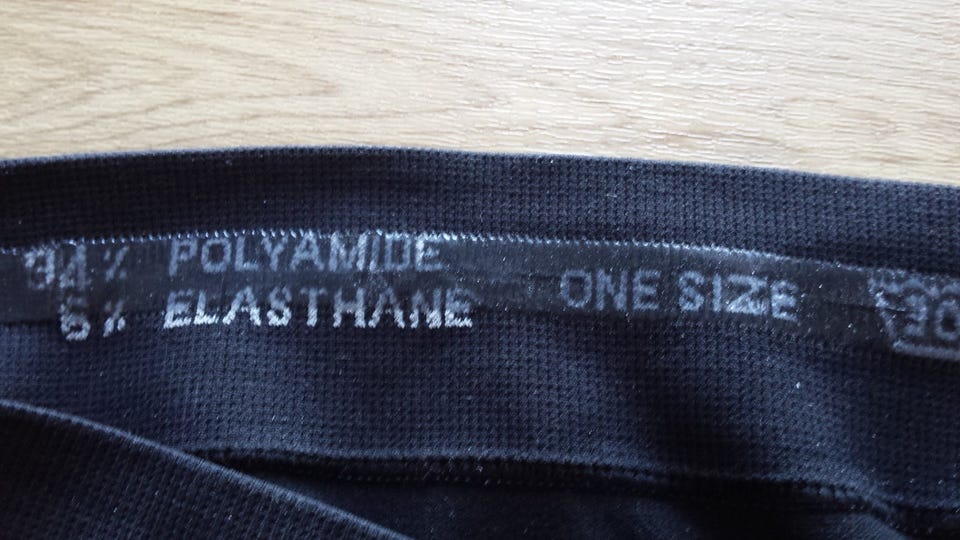 94% POLYAMIDE
6% ELASTHANE
ONE SIZE